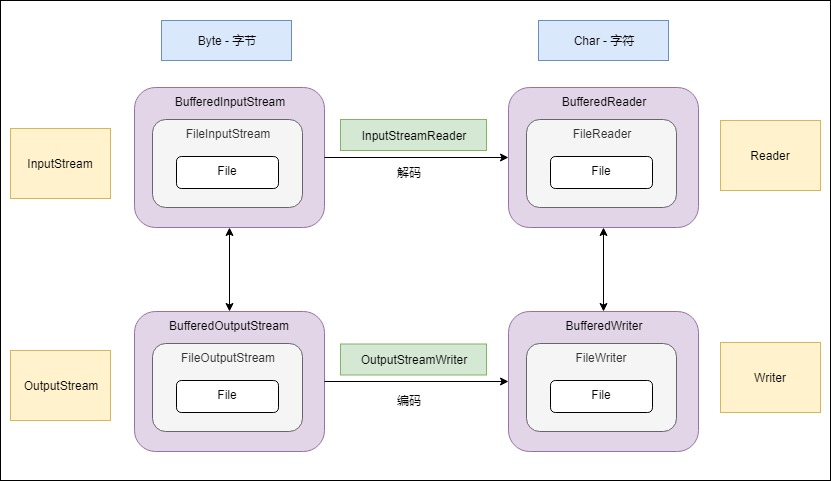 Byte - 字节
Char - 字符
BufferedInputStream
BufferedReader
InputStream
FileInputStream
File
InputStreamReader
解码
FileReader
File
Reader
BufferedOutputStream
BufferedWriter
OutputStream
FileOutputStream
File
OutputStreamWriter
编码
FileWriter
File
Writer